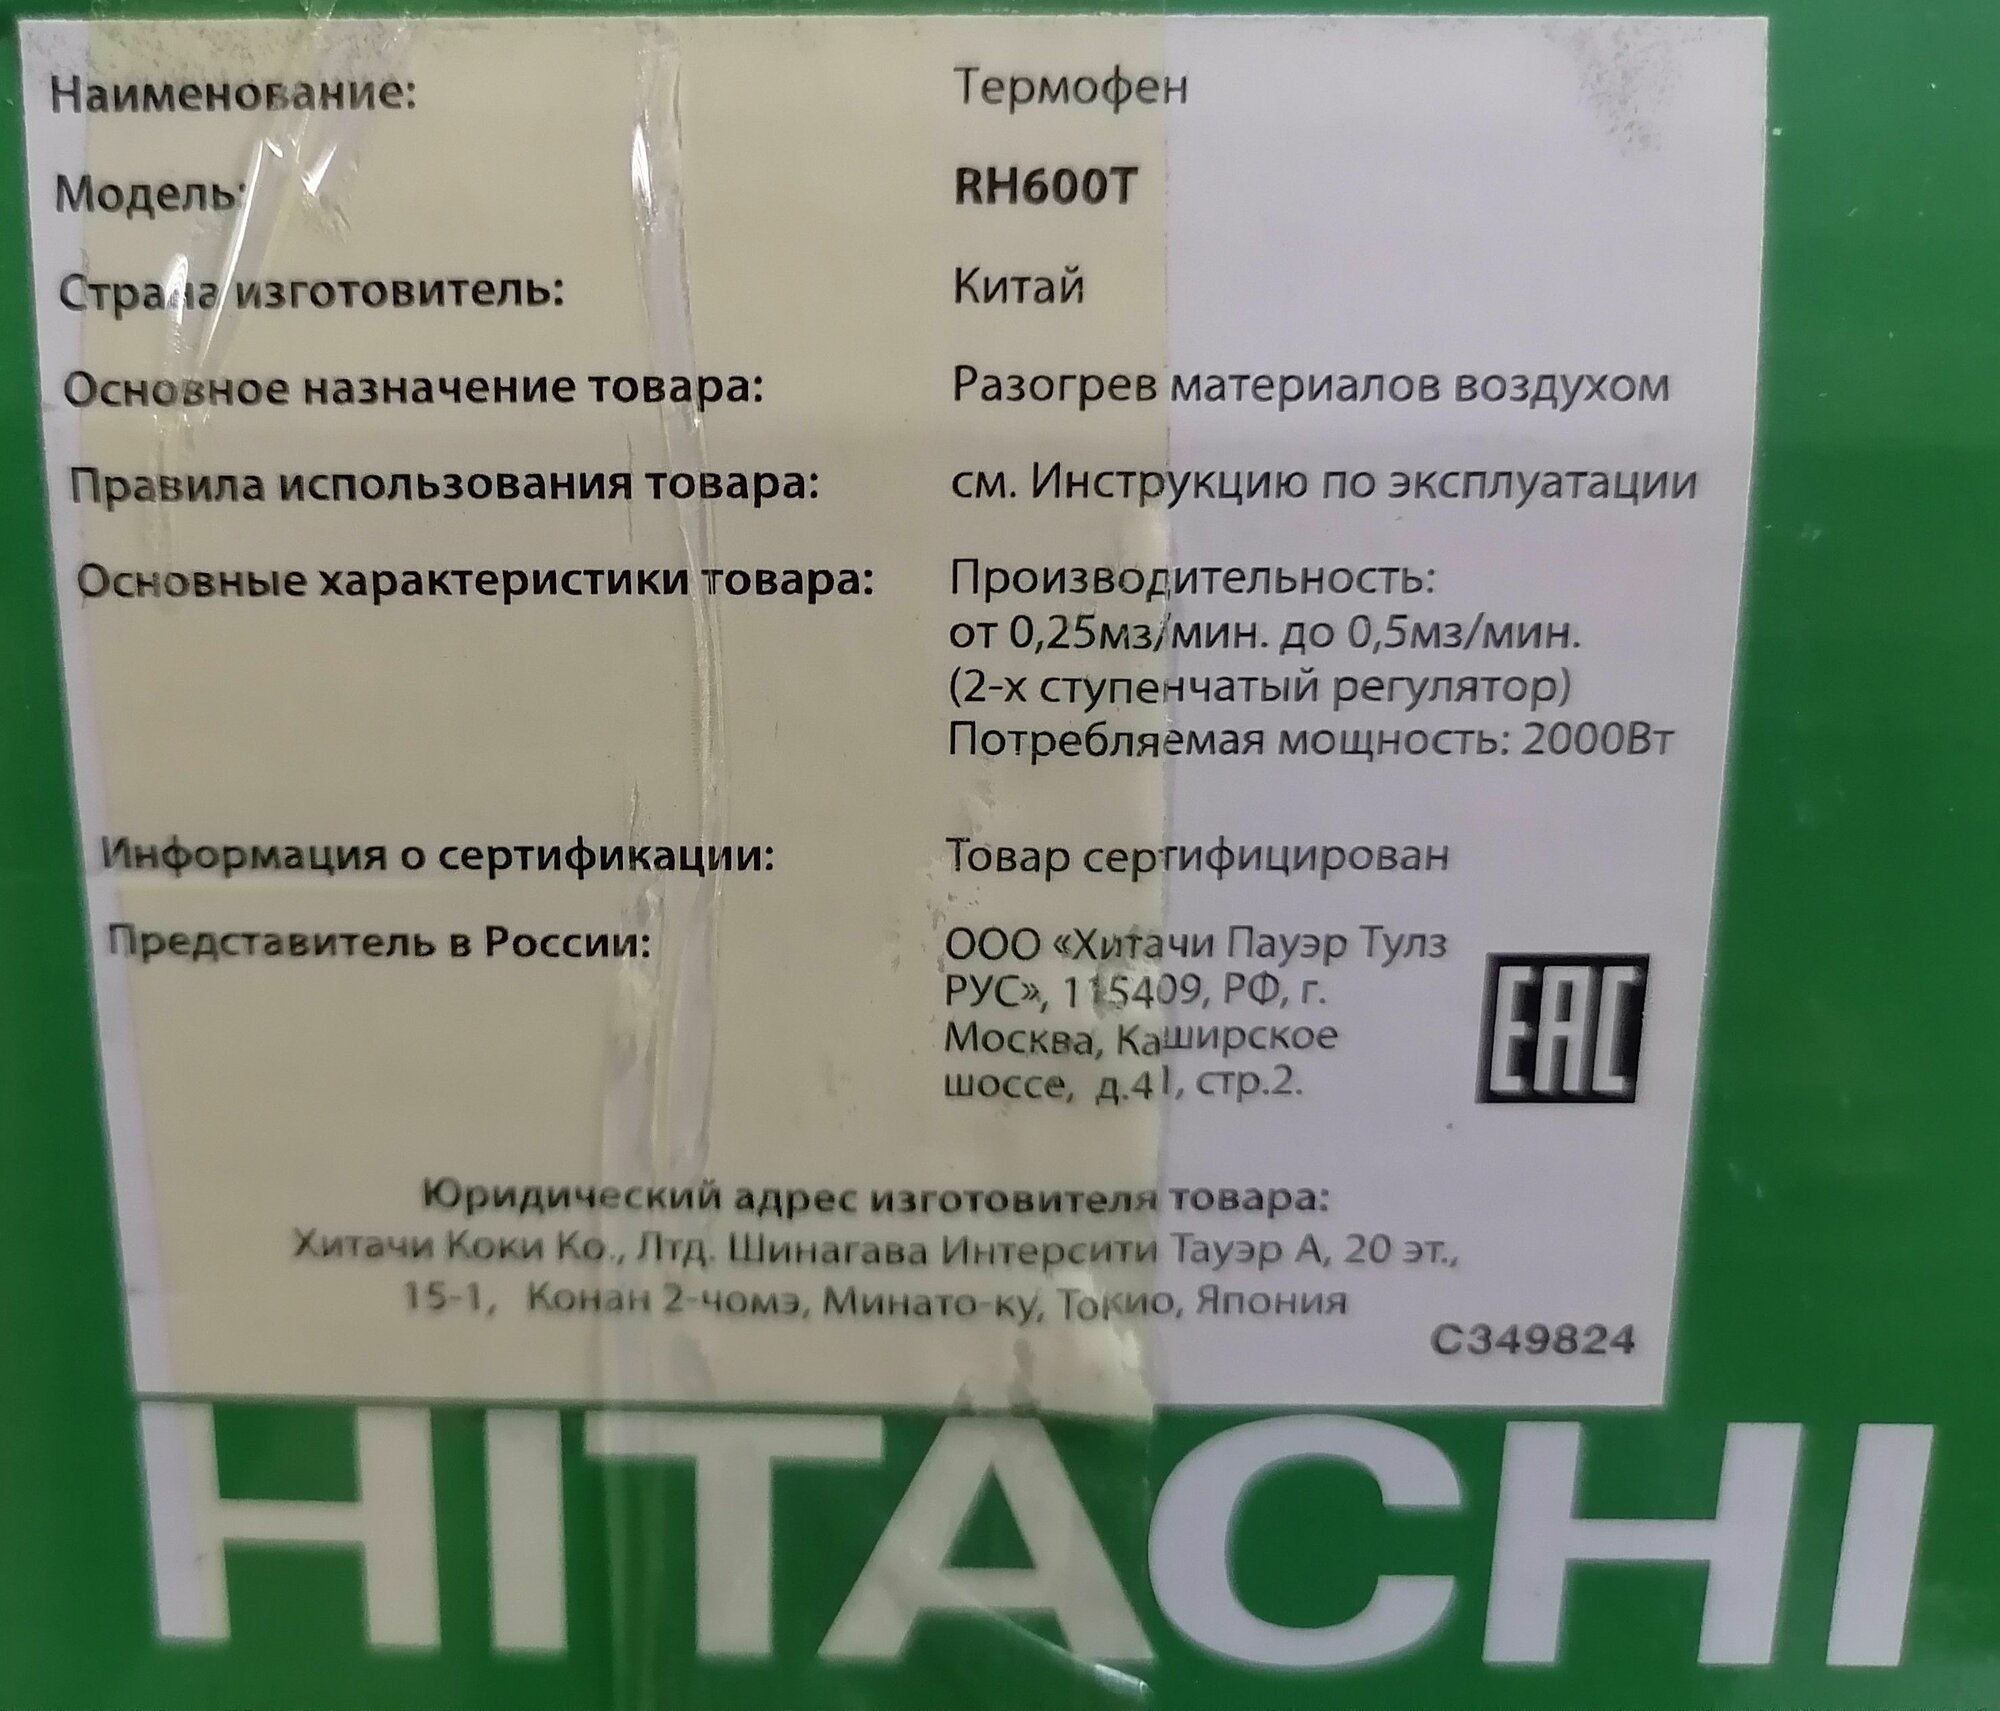 Наименование: Термофен
Модель: RH600T
Страна изготовитель: Китай
Основное назначение товара: Разогрев материалов воздухом
Правила использования товара: см. Инструкцию по эксплуатации
Основные характеристики товара: Производительность:
от 0,25мз/мин. до 0,5мз/мин.
(2-х ступенчатый регулятор)
Потребляемая мощность: 2000Вт
Информация о сертификации: Товар сертифицирован
Представитель в России: ООО «Хитачи Пауэр Тулз
РУС», 115409, РФ, г.
Москва, Каширское
шоссе, д.41, стр.2.
EAC
Юридический адрес изготовителя товара:
Хитачи Коки Ко., Лтд. Шинагава Интерсити Тауэр А, 20 эт.,
15-1, Конан 2-чомэ, Минато-ку, Токио, Япония
C349824
HITACHI